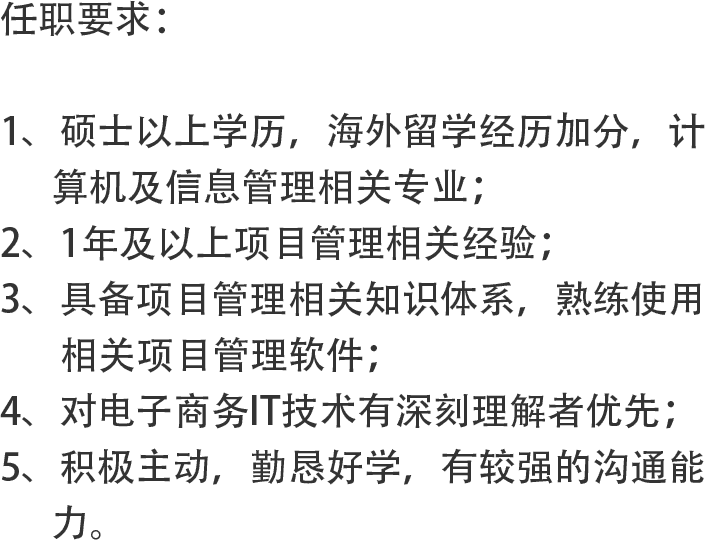 任职要求：
1、硕士以上学历，海外留学经历加分，计
算机及信息管理相关专业；
2、1年及以上项目管理相关经验；
3、具备项目管理相关知识体系，熟练使用
相关项目管理软件；
4、对电子商务IT技术有深刻理解者优先；
5、积极主动，勤恳好学，有较强的沟通能
力。